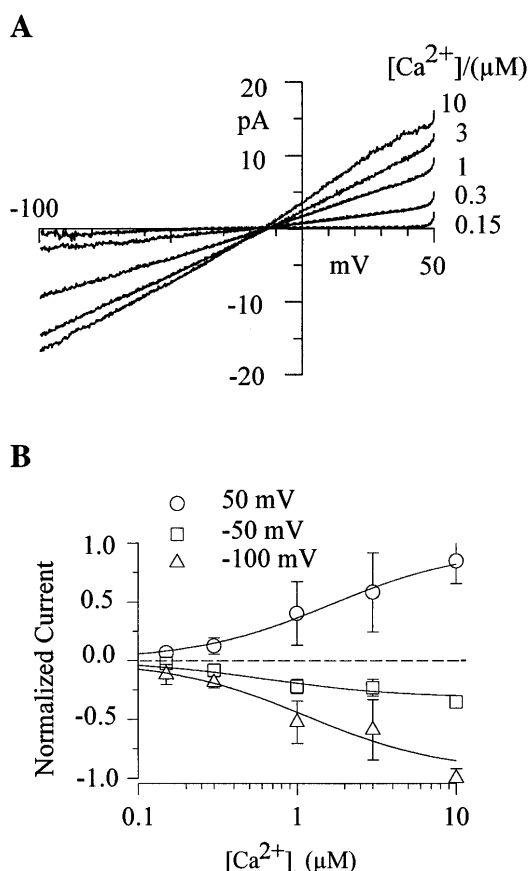 A
[Ca2+]/(μM)
20
pA
10
10
3
1
0.3
0.15
-100
mV
50
-10
-20
B
50 mV
-50 mV
-100 mV
Normalized Current
1.0
0.5
0.0
-0.5
-1.0
0.1
1
10
[Ca2+] (μM)